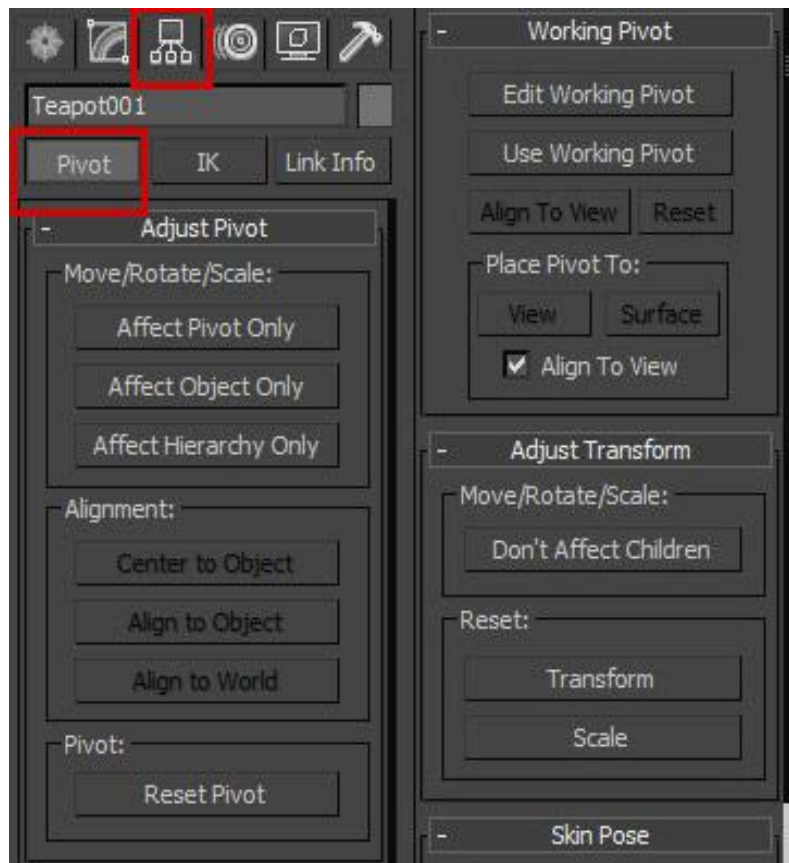 Teapot001
Pivot IK Link Info
- Adjust Pivot
Move/Rotate/Scale:
Affect Pivot Only
Affect Object Only
Affect Hierarchy Only
Alignment:
Center to Object
Align to Object
Align to World
Pivot:
Reset Pivot
- Working Pivot
Edit Working Pivot
Use Working Pivot
Align To View Reset
Place Pivot To:
View Surface
Align To View
- Adjust Transform
Move/Rotate/Scale:
Don't Affect Children
Reset:
Transform
Scale
- Skin Pose